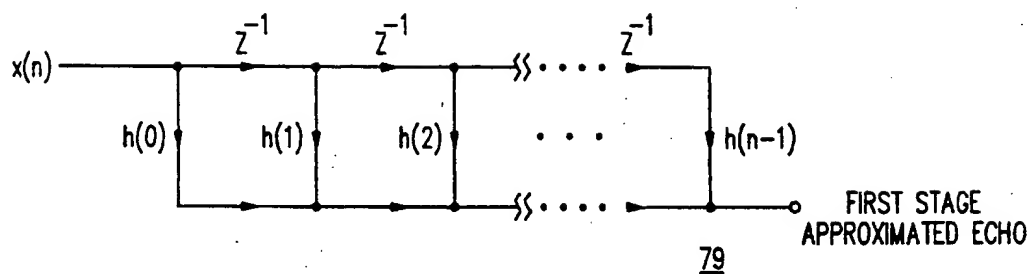 z⁻¹ z⁻¹ z⁻¹
x(n)
h(0) h(1) h(2) h(n-1)
FIRST STAGE
APPROXIMATED ECHO
79